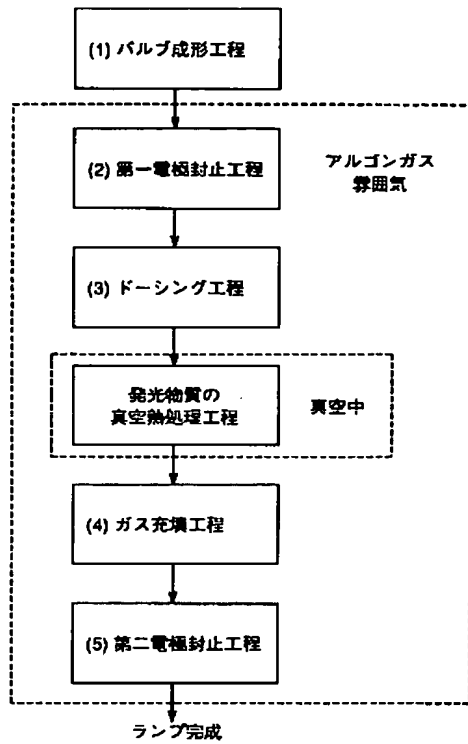 (1) バルブ成形工程
(2) 第一電極封止工程
アルゴンガス
雰囲気
(3) ドーシング工程
発光物質の
真空熱処理工程
真空中
(4) ガス充填工程
(5) 第二電極封止工程
ランプ完成